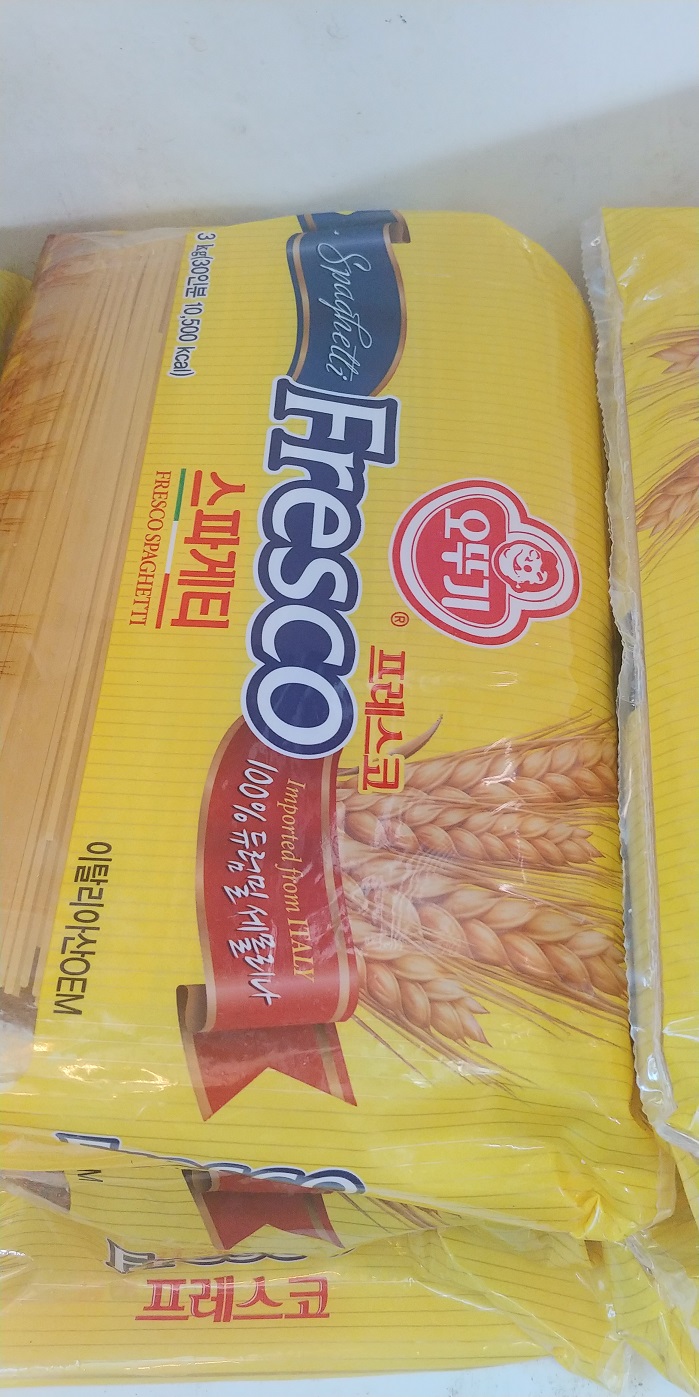 오뚜기
®
프레스코
Spaghetti
Fresco
스파게티
FRESCO SPAGHETTI
Imported from ITALY
100% 듀럼밀 세몰리나
3 kg(30인분 10,500 kcal)
이탈리아산OEM
프레스코